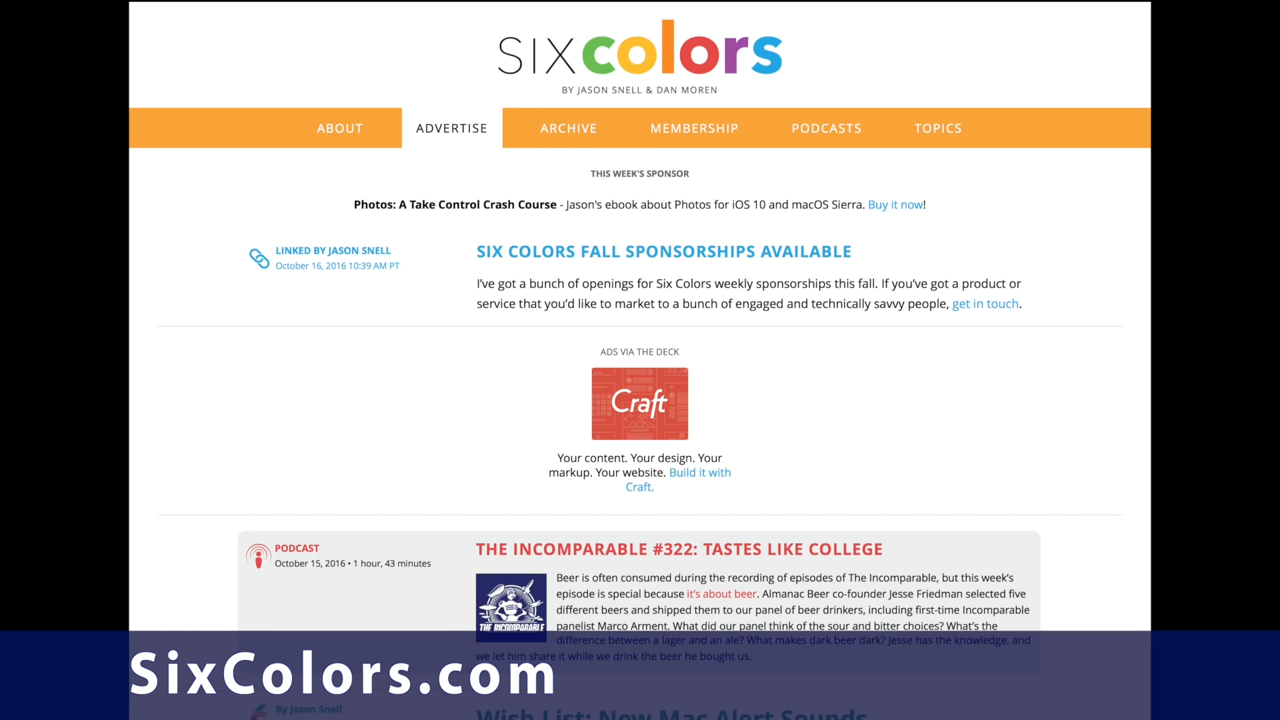 SIXcolors
BY JASON SNELL & DAN MOREN
ABOUT ADVERTISE ARCHIVE MEMBERSHIP PODCASTS TOPICS
THIS WEEK'S SPONSOR
Photos: A Take Control Crash Course - Jason's ebook about Photos for iOS 10 and macOS Sierra. Buy it now!
LINKED BY JASON SNELL
October 16, 2016 10:39 AM PT
SIX COLORS FALL SPONSORSHIPS AVAILABLE
I've got a bunch of openings for Six Colors weekly sponsorships this fall. If you've got a product or
service that you'd like to market to a bunch of engaged and technically savvy people, get in touch.
ADS VIA THE DECK
Craft
Your content. Your design. Your
markup. Your website. Build it with
Craft.
PODCAST
October 15, 2016 • 1 hour, 43 minutes
THE INCOMPARABLE #322: TASTES LIKE COLLEGE
THE INCOMPARABLE
Beer is often consumed during the recording of episodes of The Incomparable, but this week's
episode is special because it's about beer. Almanac Beer co-founder Jesse Friedman selected five
different beers and shipped them to our panel of beer drinkers, including first-time Incomparable
panelist Marco Arment. What did our panel think of the sour and bitter choices? What's the
difference between a lager and an ale? What makes dark beer dark? Jesse has the knowledge, and
we let him share it while we drink the beer he bought us.
SixColors.com
By Jason Snell
Wish List: New Mac Alert Sounds